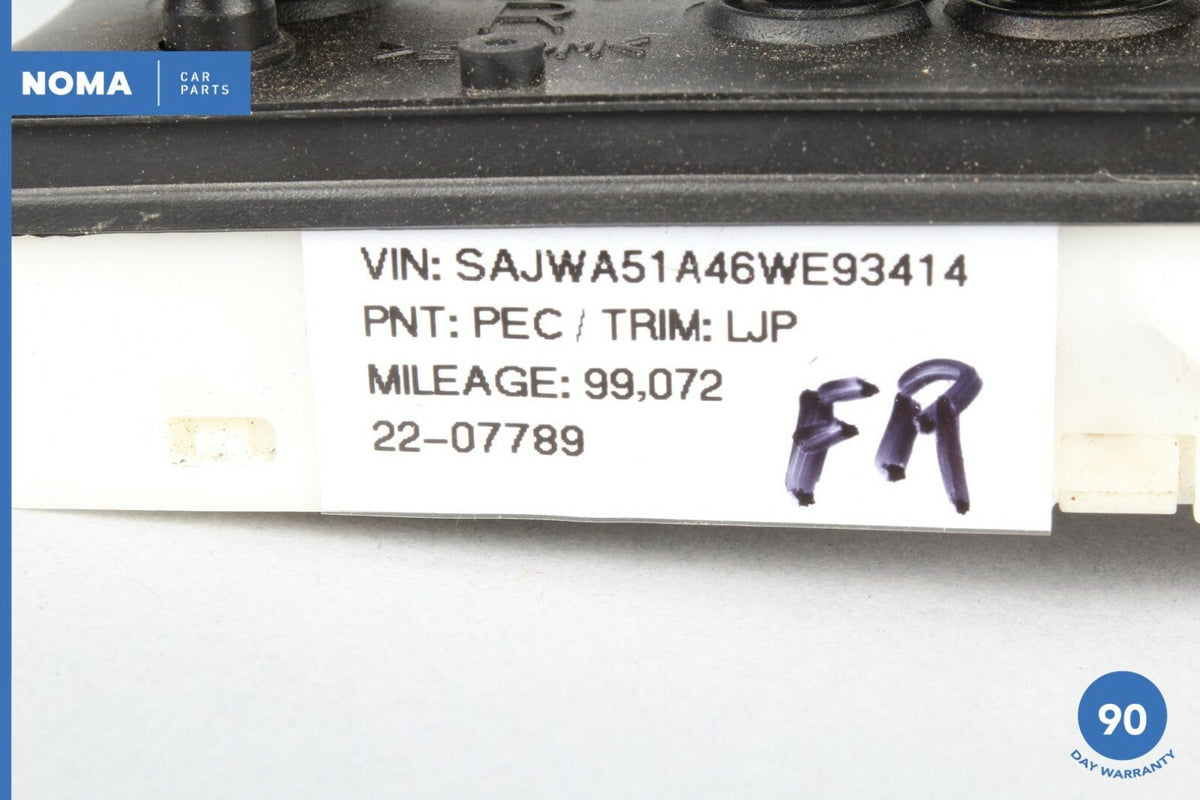 NOMA CAR PARTS
VIN: SAJWA51A46WE93414
PNT: PEC / TRIM: LJP
MILEAGE: 99,072
22-07789
FR
90
DAY WARRANTY